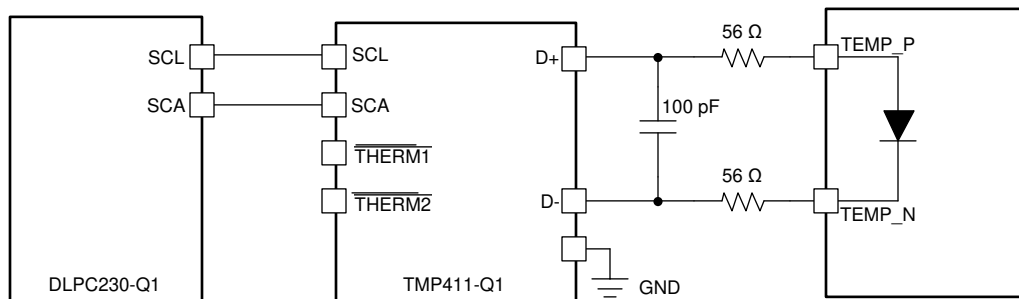 SCL
SCA
DLPC230-Q1
SCL
SCA
THERM1
THERM2
D+
D-
TMP411-Q1
GND
100 pF
56 Ω
56 Ω
TEMP_P
TEMP_N